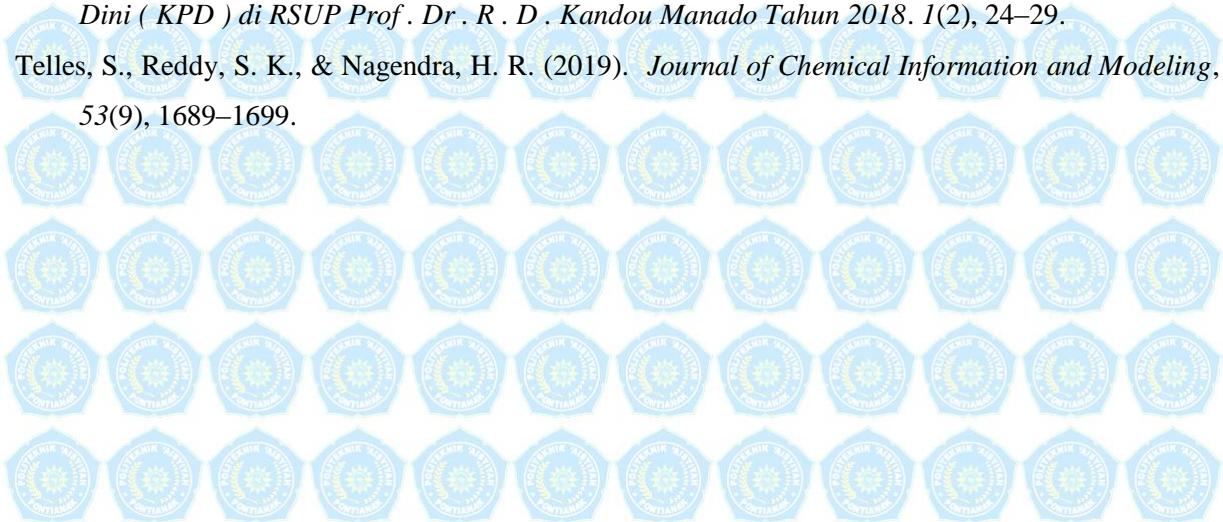 Dini ( KPD ) di RSUP Prof . Dr . R . D . Kandou Manado Tahun 2018. 1(2), 24–29.
Telles, S., Reddy, S. K., & Nagendra, H. R. (2019). Journal of Chemical Information and Modeling,
53(9), 1689–1699.